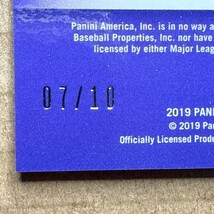 Panini America, Inc. is in no way a
Baseball Properties, Inc. nor have
licensed by either Major Leag
07/10
2019 PANI
© 2019 Pan
Officially Licensed Produ